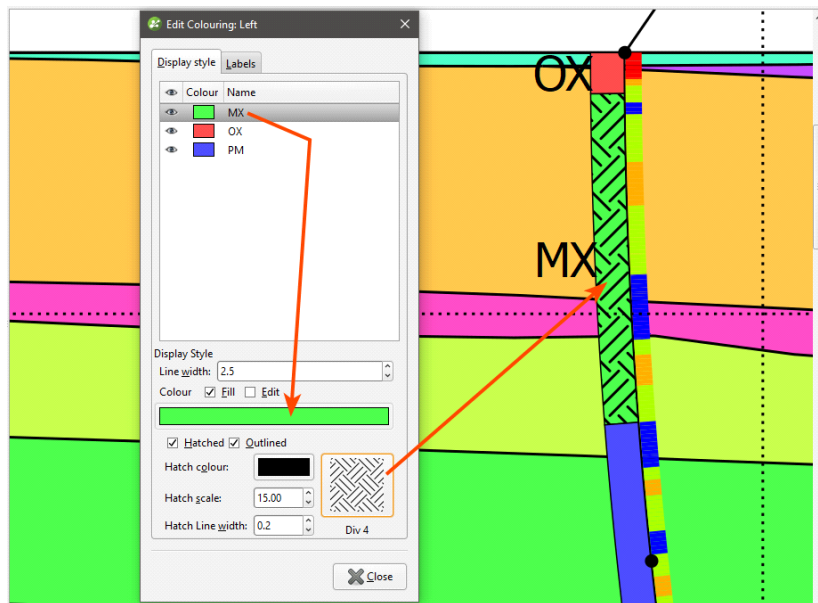 Edit Colouring: Left
Display style Labels
Colour Name
MX
OX
PM
Display Style
Line width: 2.5
Colour Fill Edit
Hatched Outlined
Hatch colour:
Hatch scale: 15.00
Hatch Line width: 0.2
Div 4
Close
OX
MX